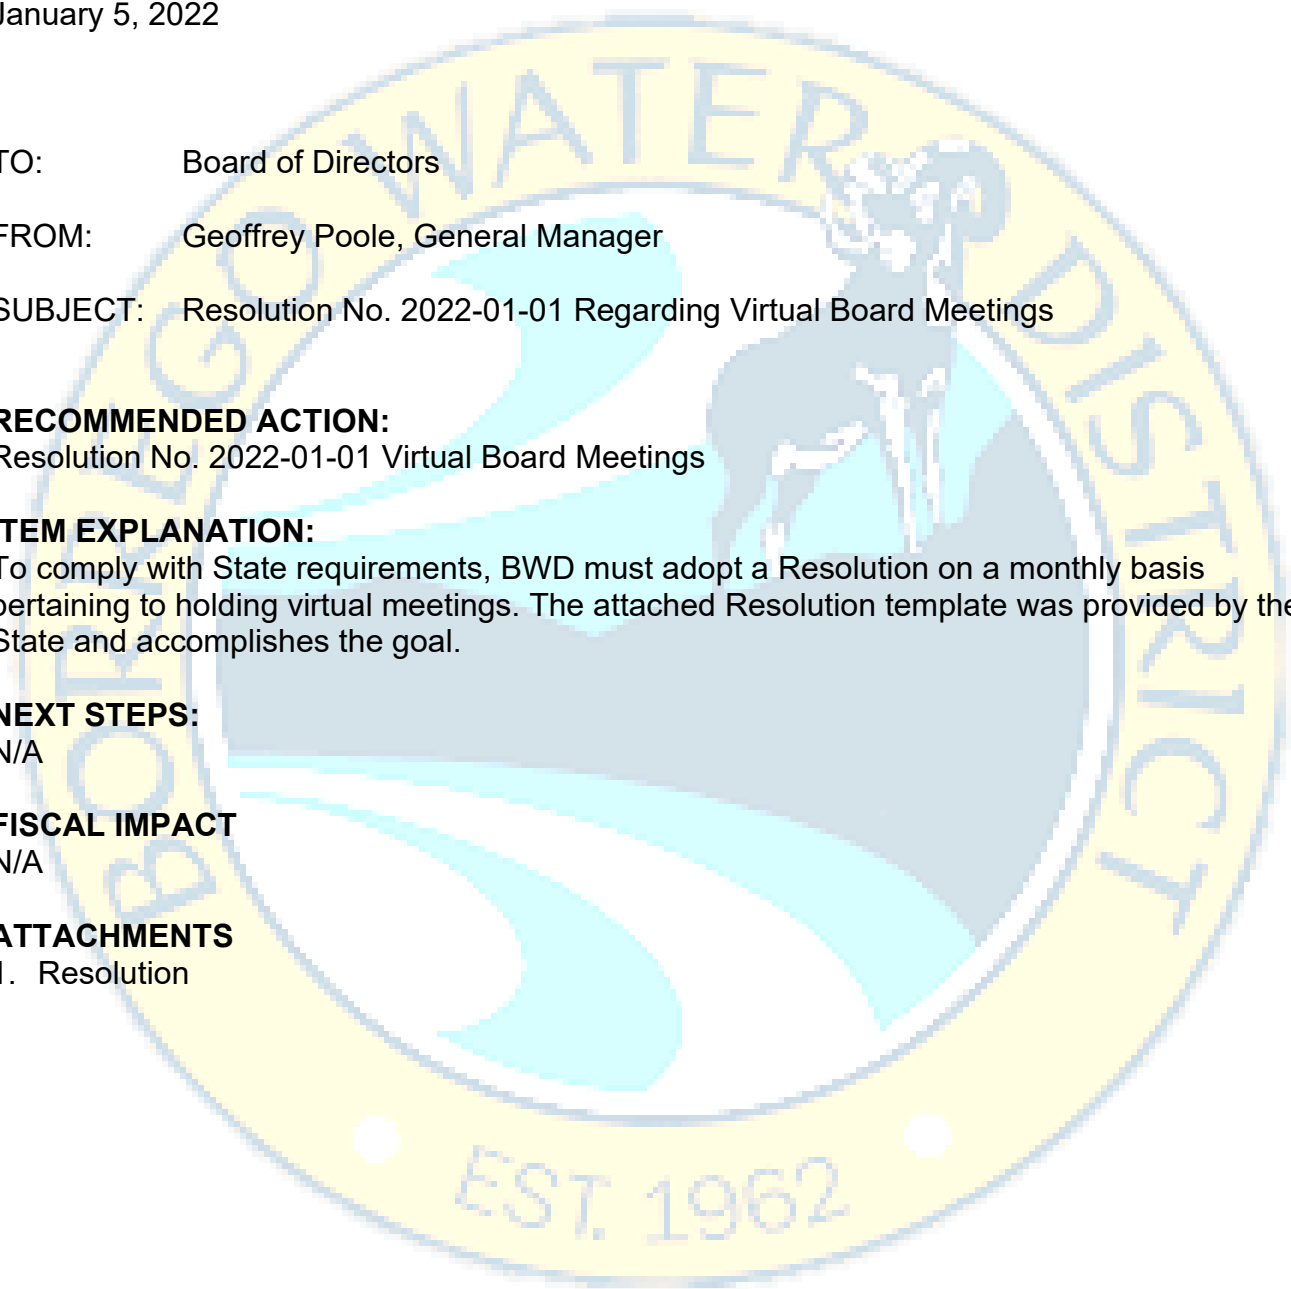 January 5, 2022
TO: Board of Directors
FROM: Geoffrey Poole, General Manager
SUBJECT: Resolution No. 2022-01-01 Regarding Virtual Board Meetings
RECOMMENDED ACTION:
Resolution No. 2022-01-01 Virtual Board Meetings
ITEM EXPLANATION:
To comply with State requirements, BWD must adopt a Resolution on a monthly basis
pertaining to holding virtual meetings. The attached Resolution template was provided by the
State and accomplishes the goal.
NEXT STEPS:
N/A
FISCAL IMPACT
N/A
ATTACHMENTS
1. Resolution
BORREGO WATER DISTRICT
EST. 1962